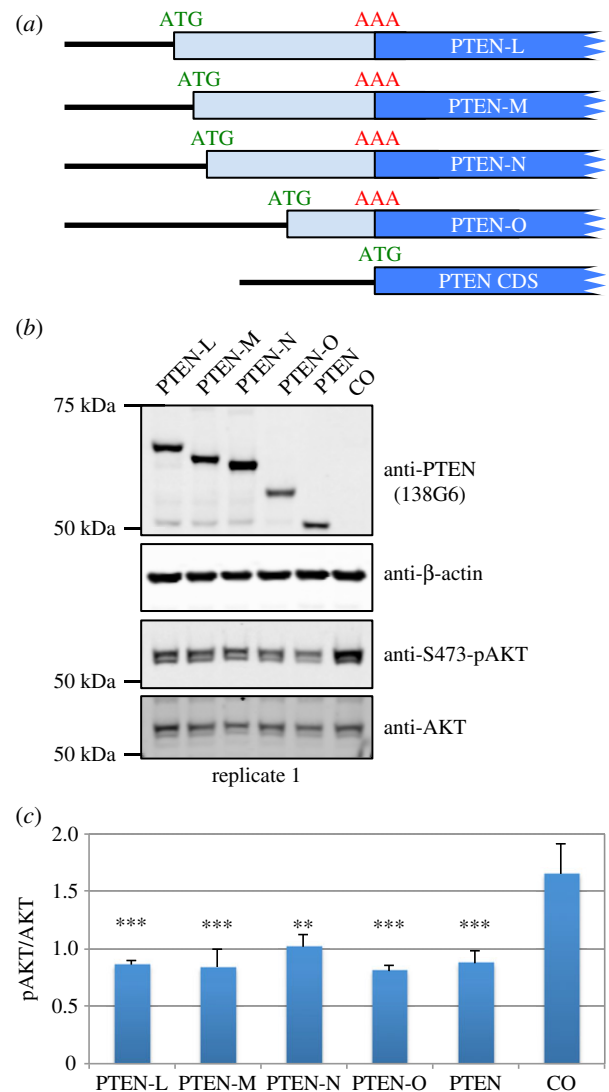 (a)
ATG AAA
PTEN-L
ATG AAA
PTEN-M
ATG AAA
PTEN-N
ATG AAA
PTEN-O
ATG
PTEN CDS
(b)
PTEN-L PTEN-M PTEN-N PTEN-O PTEN CO
75 kDa
anti-PTEN
(138G6)
50 kDa
anti-β-actin
anti-S473-pAKT
50 kDa
anti-AKT
50 kDa
replicate 1
(c)
pAKT/AKT
2.0
1.5
1.0
0.5
0
*** *** ** *** ***
PTEN-L PTEN-M PTEN-N PTEN-O PTEN CO